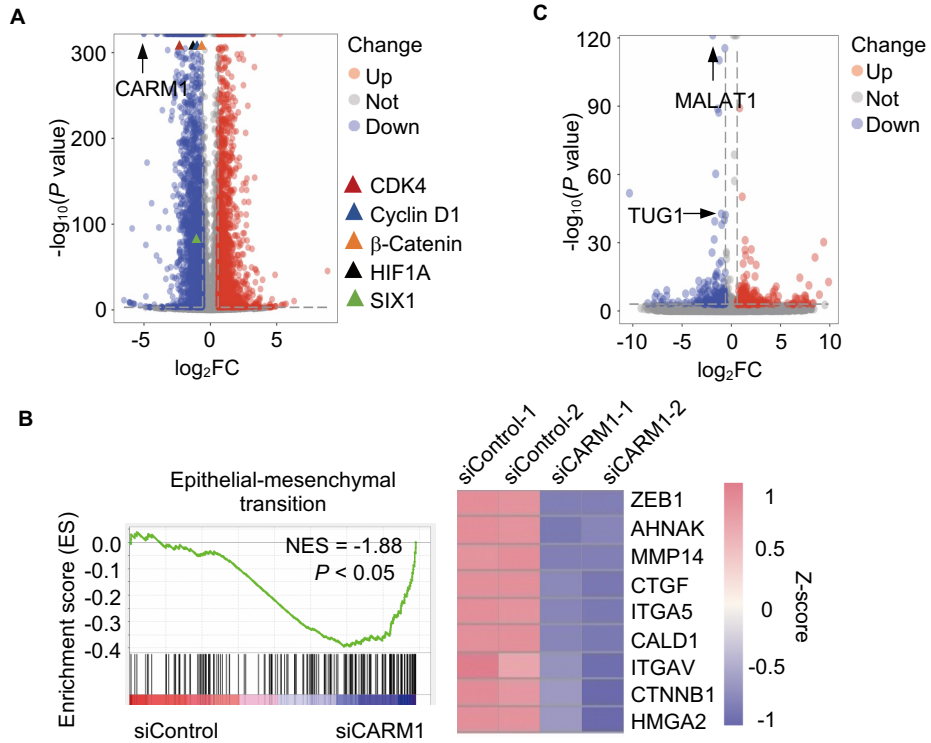 A
300
200
100
0
-log10(P value)
-5
0
5
log2FC
CARM1
Change
Up
Not
Down
CDK4
Cyclin D1
β-Catenin
HIF1A
SIX1
C
120
90
60
30
0
-log10(P value)
-10
-5
0
5
10
log2FC
MALAT1
TUG1
Change
Up
Not
Down
B
Epithelial-mesenchymal
transition
NES = -1.88
P < 0.05
0.0
-0.1
-0.2
-0.3
-0.4
Enrichment score (ES)
siControl
siCARM1
siControl-1
siControl-2
siCARM1-1
siCARM1-2
ZEB1
AHNAK
MMP14
CTGF
ITGA5
CALD1
ITGAV
CTNNB1
HMGA2
1
0.5
0
-0.5
-1
Z-score